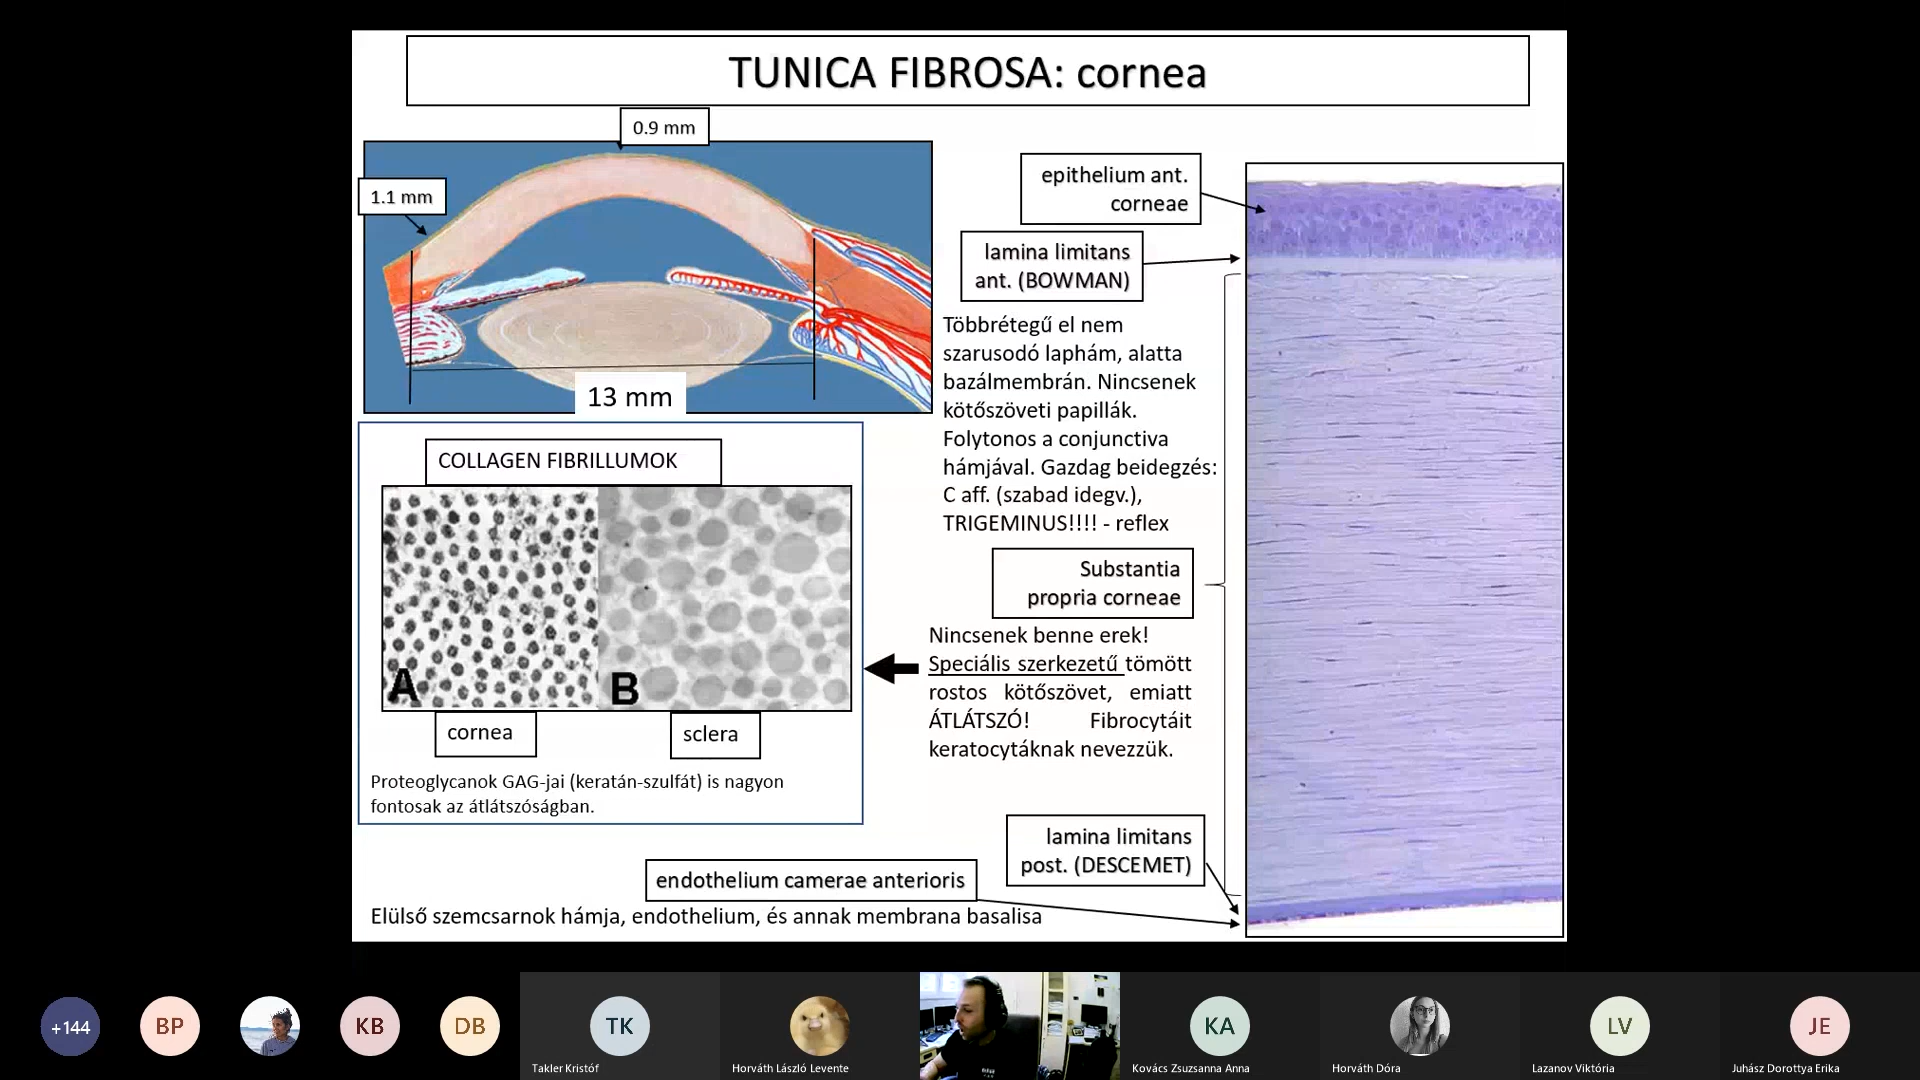 TUNICA FIBROSA: cornea
0.9 mm
1.1 mm
13 mm
epithelium ant.
corneae
lamina limitans
ant. (BOWMAN)
Többrétegű el nem
szarusodó laphám, alatta
bazálmembrán. Nincsenek
kötőszöveti papillák.
Folytonos a conjunctiva
hámjával. Gazdag beidegzés:
C aff. (szabad idegv.),
TRIGEMINUS!!!! - reflex
COLLAGEN FIBRILLUMOK
A
B
cornea
sclera
Proteoglycanok GAG-jai (keratán-szulfát) is nagyon
fontosak az átlátszóságban.
Substantia
propria corneae
Nincsenek benne erek!
Speciális szerkezetű tömött
rostos kötőszövet, emiatt
ÁTLÁTSZÓ! Fibrocytáit
keratocytáknak nevezzük.
lamina limitans
post. (DESCEMET)
endothelium camerae anterioris
Elülső szemcsarnok hámja, endothelium, és annak membrana basalisa
+144
BP
KB
DB
TK
KA
LV
JE
Takler Kristóf
Horváth László Levente
Kovács Zsuzsanna Anna
Horváth Dóra
Lazanov Viktória
Juhász Dorottya Erika